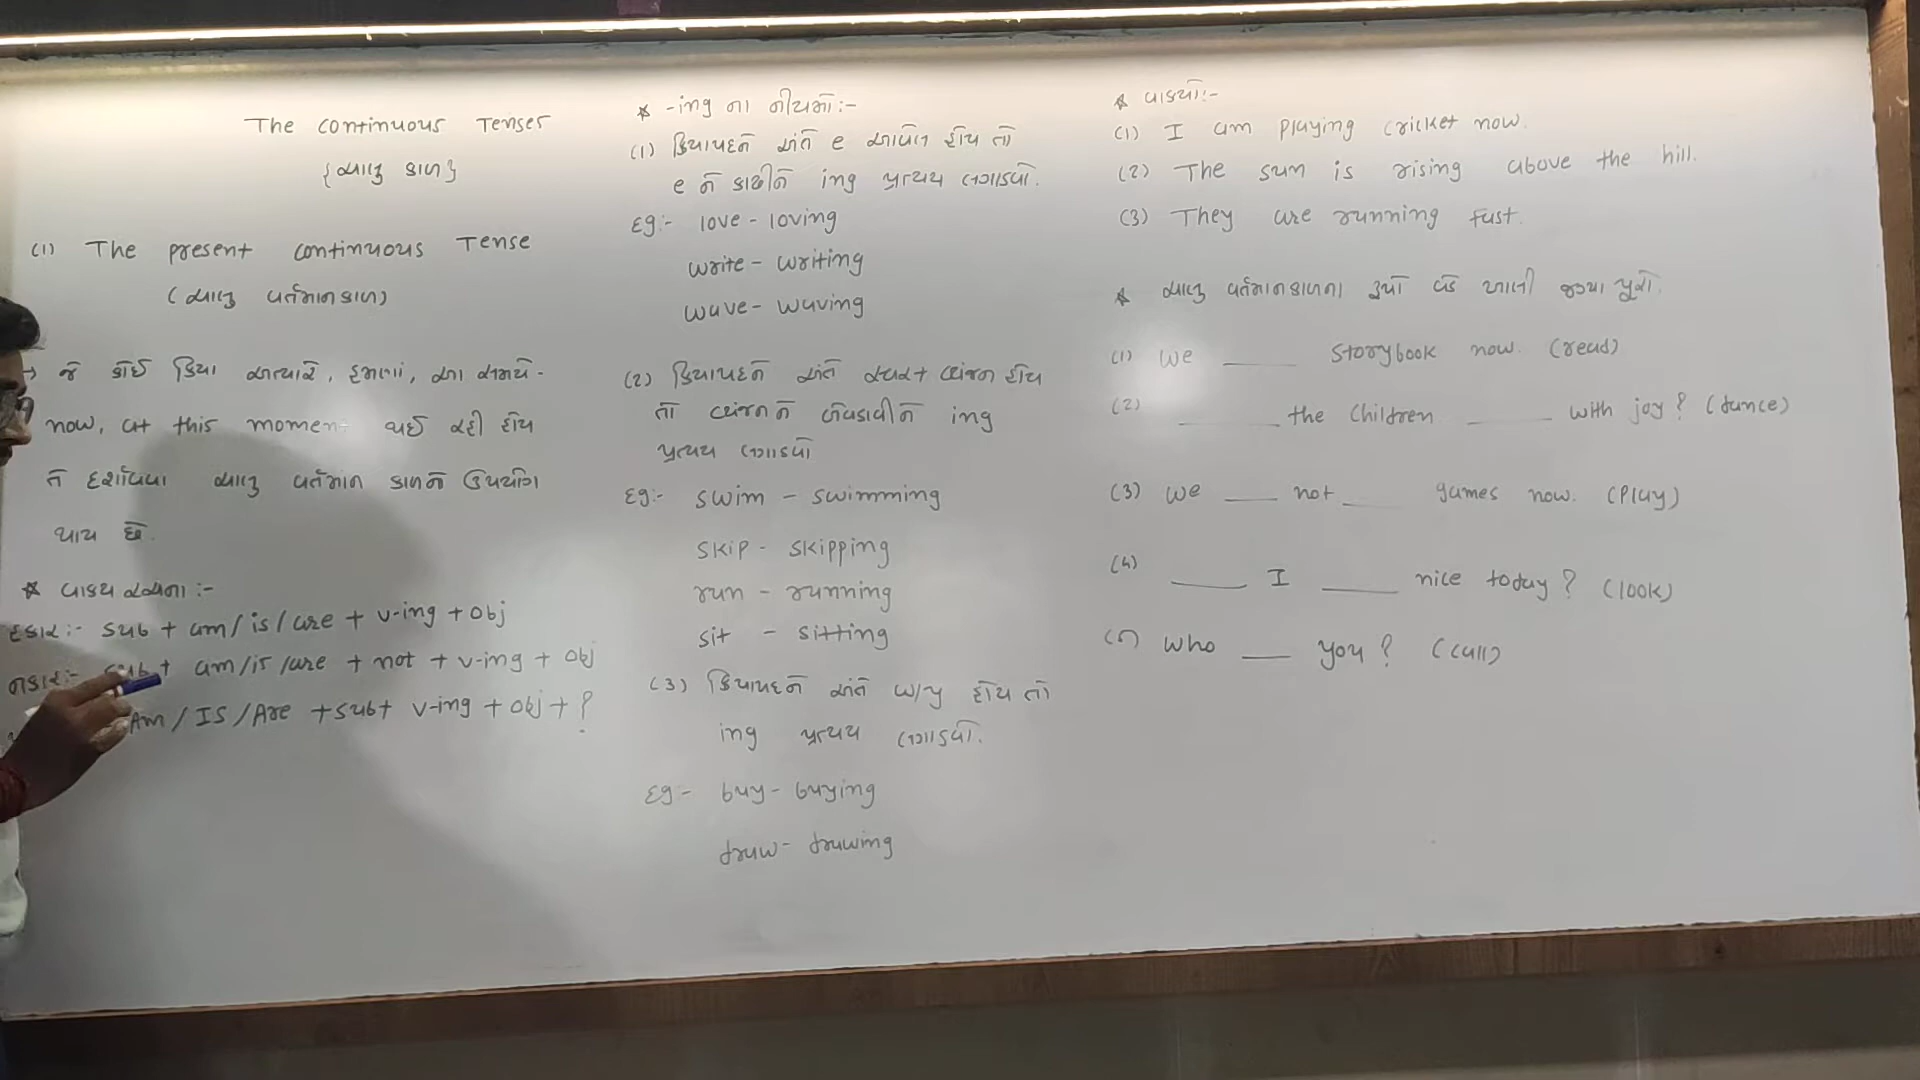 The continuous Tenses
{ચાલુ કાળ}
(1) The present continuous Tense
(ચાલુ વર્તમાનકાળ)
→ જે કોઈ ક્રિયા અત્યારે, હમણાં, આ સમયે -
now, at this moment થઈ રહી હોય
તે દર્શાવવા ચાલુ વર્તમાન કાળનો ઉપયોગ
થાય છે.
* વાક્ય રચના :-
હકાર :- sub + am/is/are + v-ing + obj
નકાર :- sub + am/is/are + not + v-ing + obj
Am/IS/Are + sub + v-ing + obj + ?
* -ing ના નીયમો :-
(1) ક્રિયાપદને અંતે e આવેલ હોય તો
e ને કાઢીને ing પ્રત્યય લગાડવો.
Eg:- love - loving
write - writing
wave - waving
(2) ક્રિયાપદને અંતે સ્વર + વ્યંજન હોય
તો વ્યંજન ને બેવડાવીને ing
પ્રત્યય લગાડવો
Eg:- swim - swimming
skip - skipping
run - running
sit - sitting
(3) ક્રિયાપદને અંતે w/y હોય તો
ing પ્રત્યય લગાડવો.
Eg - buy - buying
draw - drawing
* વાક્યો :-
(1) I am playing cricket now.
(2) The sun is rising above the hill.
(3) They are running fast.
* ચાલુ વર્તમાનકાળના રૂપો વડે ખાલી જગ્યા પૂરો.
(1) we ____ storybook now. (read)
(2) ____ the children ____ with joy? (dance)
(3) we ___ not ___ games now. (play)
(4) ____ I ____ nice today? (look)
(5) who ___ you? (call)